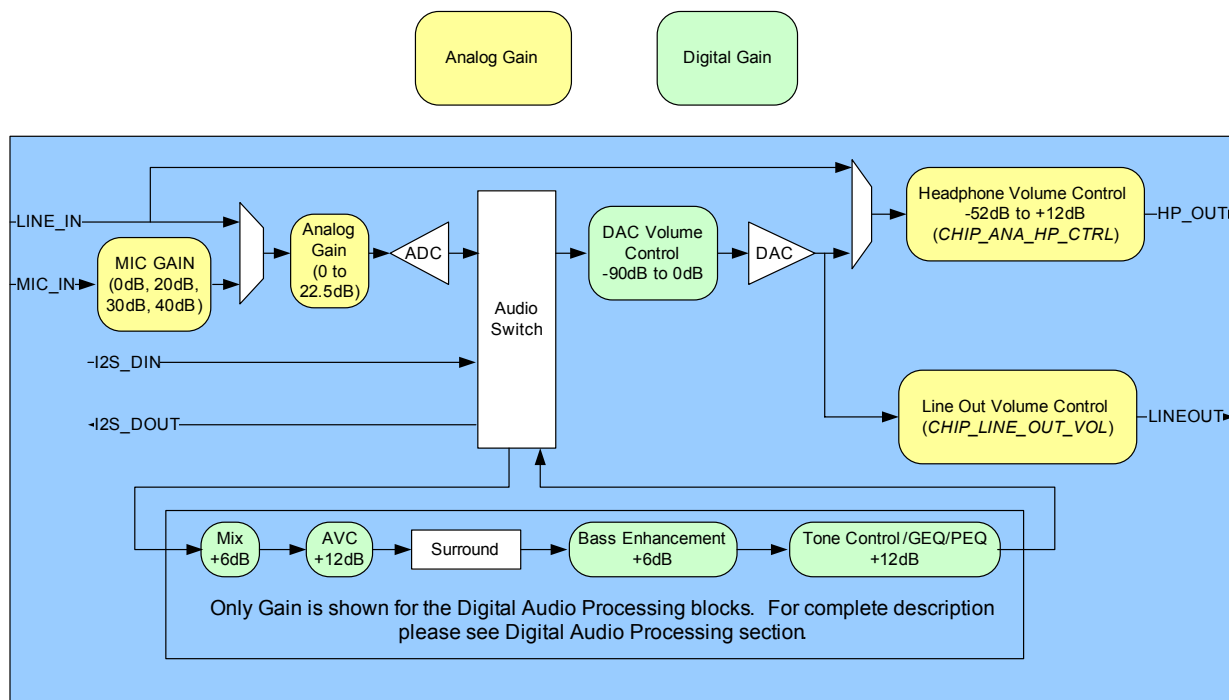 Analog Gain
Digital Gain
LINE_IN
MIC_IN
MIC GAIN
(0dB, 20dB,
30dB, 40dB)
Analog
Gain
(0 to
22.5dB)
ADC
Audio
Switch
DAC Volume
Control
-90dB to 0dB
DAC
Headphone Volume Control
-52dB to +12dB
(CHIP_ANA_HP_CTRL)
HP_OUT
I2S_DIN
I2S_DOUT
Line Out Volume Control
(CHIP_LINE_OUT_VOL)
LINEOUT
Mix
+6dB
AVC
+12dB
Surround
Bass Enhancement
+6dB
Tone Control/GEQ/PEQ
+12dB
Only Gain is shown for the Digital Audio Processing blocks. For complete description
please see Digital Audio Processing section.